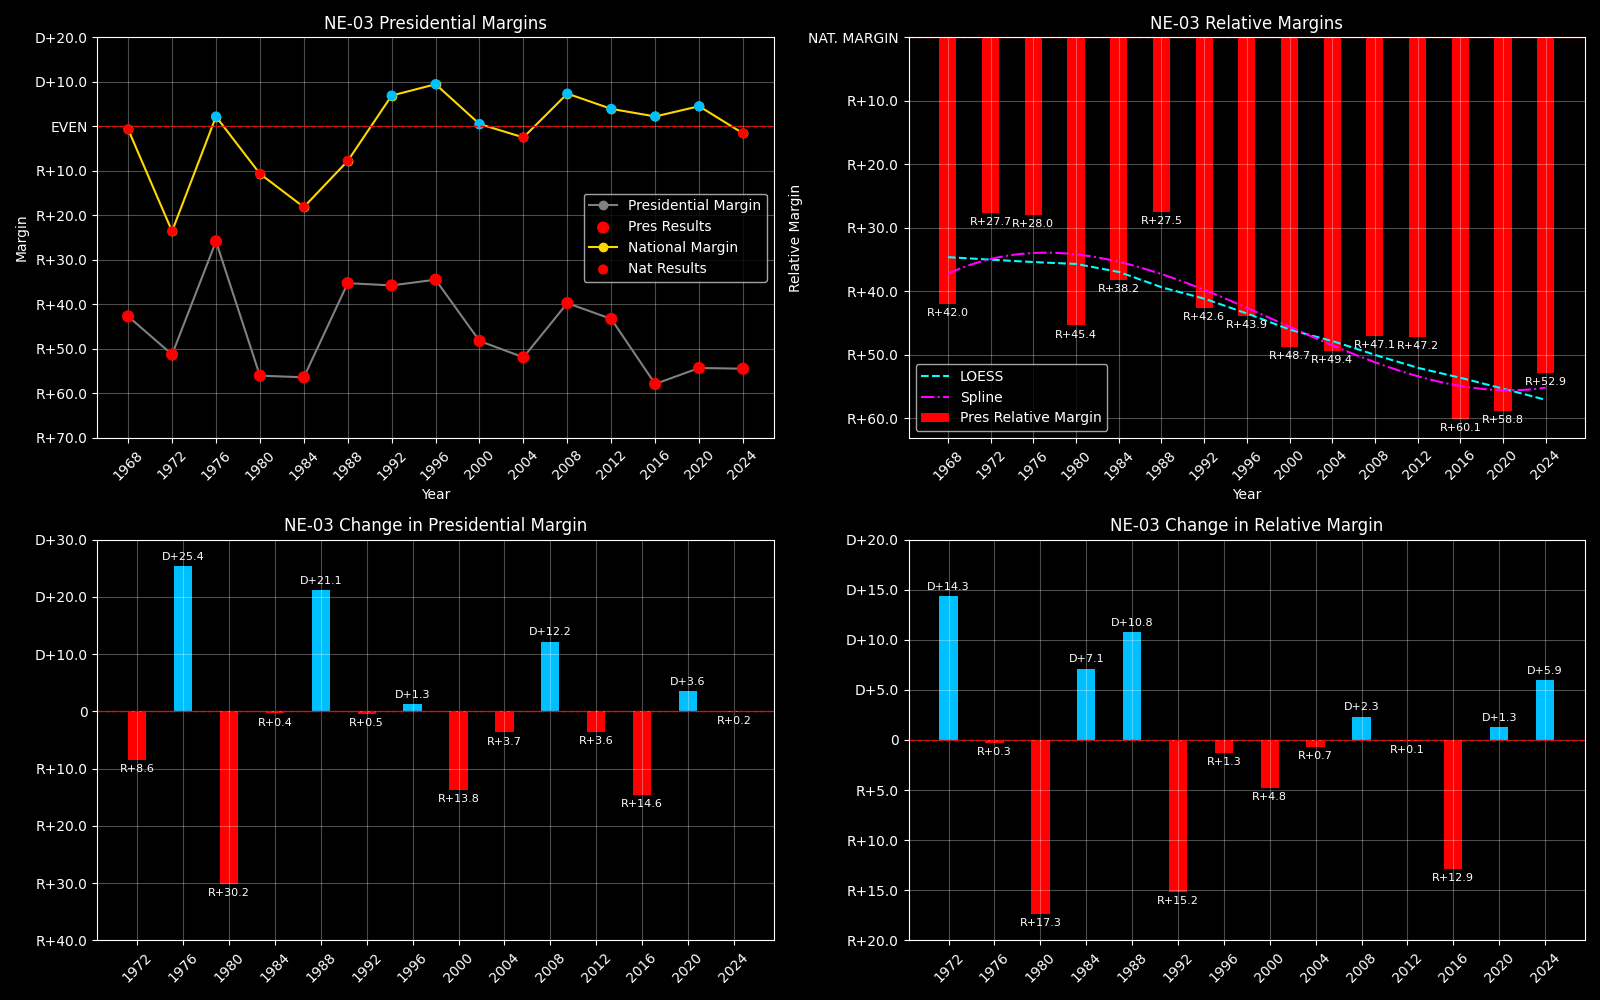 NE-03 Presidential Margins
D+20.0
D+10.0
EVEN
R+10.0
R+20.0
R+30.0
R+40.0
R+50.0
R+60.0
R+70.0
Margin
Presidential Margin
Pres Results
National Margin
Nat Results
1968
1972
1976
1980
1984
1988
1992
1996
2000
2004
2008
2012
2016
2020
2024
Year
NE-03 Relative Margins
NAT. MARGIN
R+10.0
R+20.0
R+30.0
R+40.0
R+50.0
R+60.0
Relative Margin
R+42.0
R+27.7
R+28.0
R+45.4
R+38.2
R+27.5
R+42.6
R+43.9
R+48.7
R+49.4
R+47.1
R+47.2
R+60.1
R+58.8
R+52.9
LOESS
Spline
Pres Relative Margin
1968
1972
1976
1980
1984
1988
1992
1996
2000
2004
2008
2012
2016
2020
2024
Year
NE-03 Change in Presidential Margin
D+30.0
D+20.0
D+10.0
0
R+10.0
R+20.0
R+30.0
R+40.0
R+8.6
D+25.4
R+30.2
R+0.4
D+21.1
R+0.5
D+1.3
R+13.8
R+3.7
D+12.2
R+3.6
R+14.6
D+3.6
R+0.2
1972
1976
1980
1984
1988
1992
1996
2000
2004
2008
2012
2016
2020
2024
NE-03 Change in Relative Margin
D+20.0
D+15.0
D+10.0
D+5.0
0
R+5.0
R+10.0
R+15.0
R+20.0
D+14.3
R+0.3
R+17.3
D+7.1
D+10.8
R+15.2
R+1.3
R+4.8
R+0.7
D+2.3
R+0.1
R+12.9
D+1.3
D+5.9
1972
1976
1980
1984
1988
1992
1996
2000
2004
2008
2012
2016
2020
2024